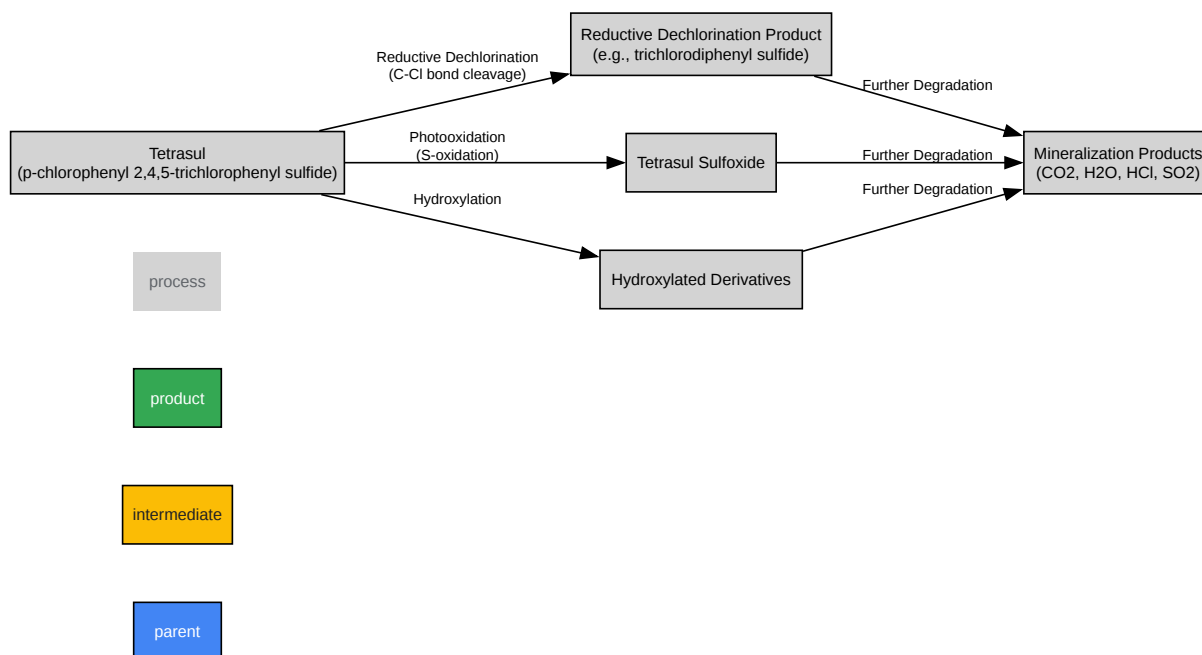 Reductive Dechlorination Product
(e.g., trichlorodiphenyl sulfide)
Reductive Dechlorination
(C-Cl bond cleavage)
Further Degradation
Tetrasul
(p-chlorophenyl 2,4,5-trichlorophenyl sulfide)
Photooxidation
(S-oxidation)
Tetrasul Sulfoxide
Further Degradation
Mineralization Products
(CO2, H2O, HCl, SO2)
Hydroxylation
Further Degradation
Hydroxylated Derivatives
process
product
intermediate
parent